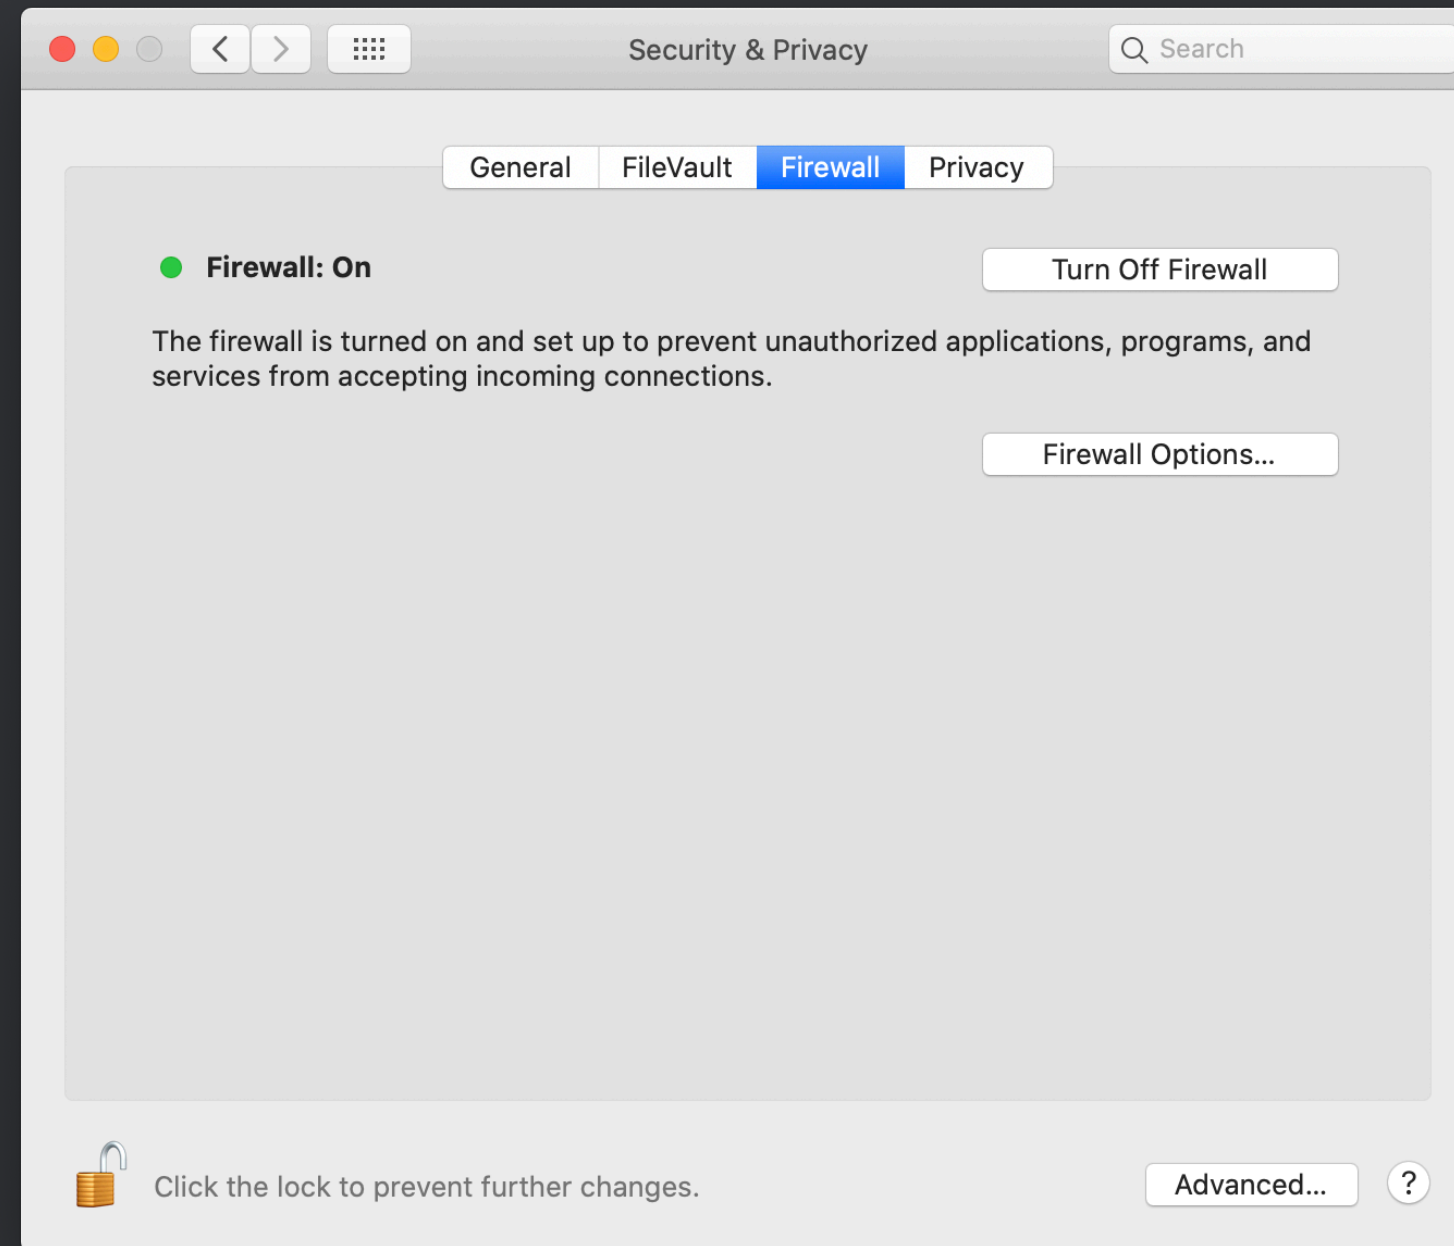 Security & Privacy
Search
General
FileVault
Firewall
Privacy
Firewall: On
Turn Off Firewall
The firewall is turned on and set up to prevent unauthorized applications, programs, and
services from accepting incoming connections.
Firewall Options...
Click the lock to prevent further changes.
Advanced...
?